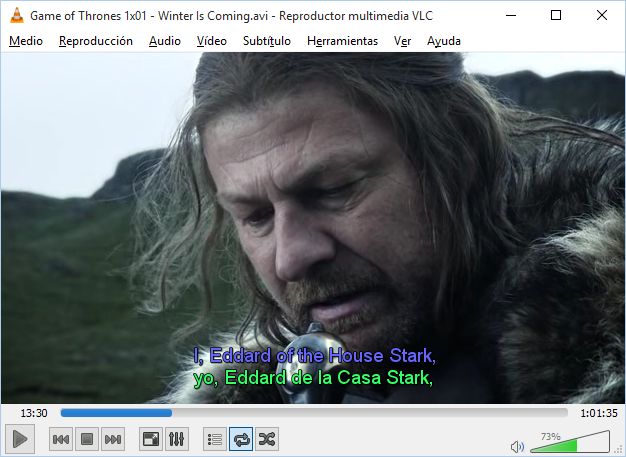 Game of Thrones 1x01 - Winter Is Coming.avi - Reproductor multimedia VLC
Medio Reproducción Audio Vídeo Subtítulo Herramientas Ver Ayuda
I, Eddard of the House Stark,
yo, Eddard de la Casa Stark,
13:30 1:01:35
73%